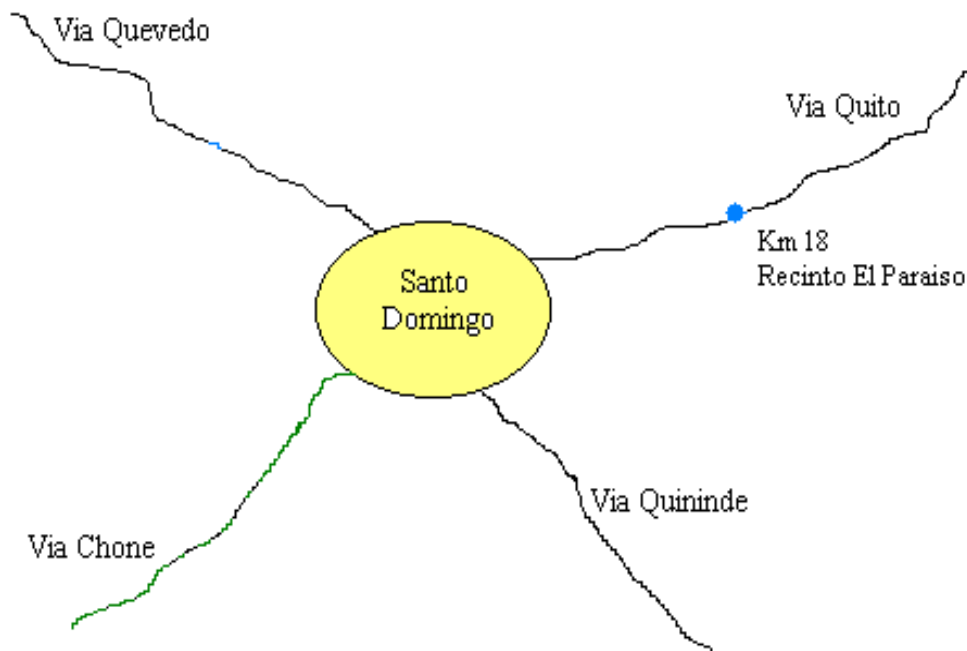 Via Quevedo
Via Quito
Km 18
Recinto El Paraiso
Santo
Domingo
Via Quininde
Via Chone